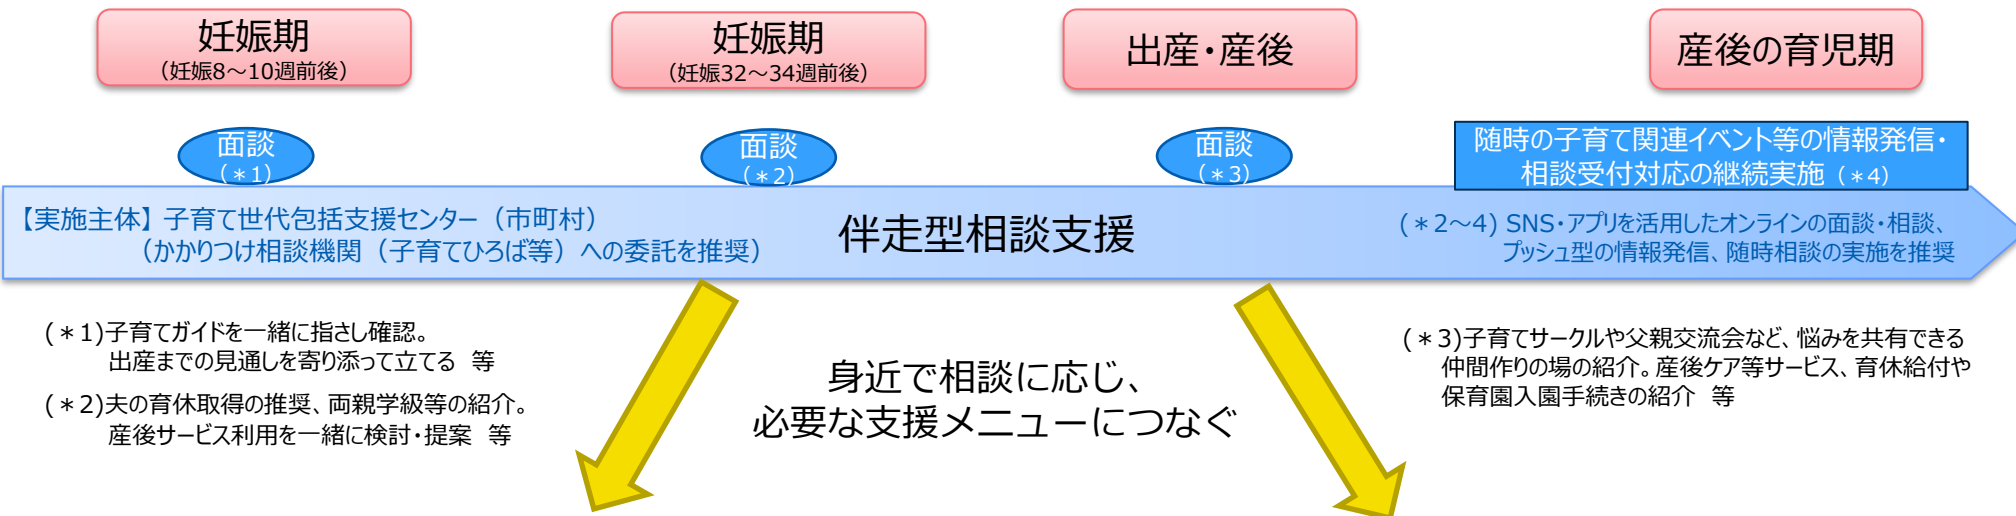 妊娠期
（妊娠8～10週前後）
妊娠期
（妊娠32～34週前後）
出産・産後
産後の育児期
面談
（＊1）
面談
（＊2）
面談
（＊3）
随時の子育て関連イベント等の情報発信・
相談受付対応の継続実施（＊4）
【実施主体】子育て世代包括支援センター（市町村）
（かかりつけ相談機関（子育てひろば等）への委託を推奨）
伴走型相談支援
(＊2～4) SNS・アプリを活用したオンラインの面談・相談、
プッシュ型の情報発信、随時相談の実施を推奨
(＊1)子育てガイドを一緒に指さし確認。
出産までの見通しを寄り添って立てる　等
(＊2)夫の育休取得の推奨、両親学級等の紹介。
産後サービス利用を一緒に検討・提案　等
身近で相談に応じ、
必要な支援メニューにつなぐ
(＊3)子育てサークルや父親交流会など、悩みを共有できる
仲間作りの場の紹介。産後ケア等サービス、育休給付や
保育園入園手続きの紹介　等